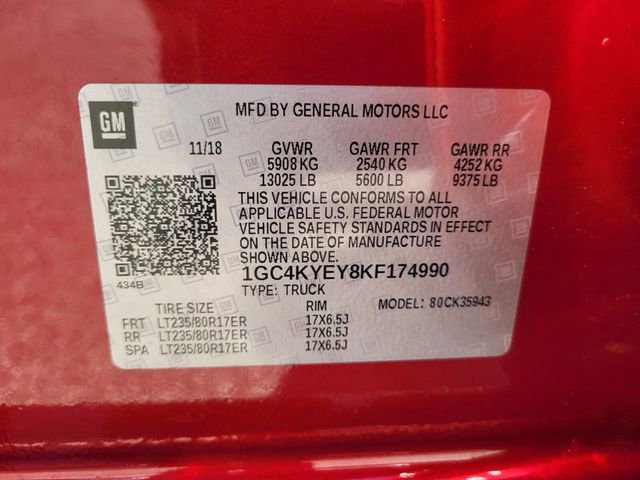 GM
MFD BY GENERAL MOTORS LLC
11/18 GVWR GAWR FRT GAWR RR
5908 KG 2540 KG 4252 KG
13025 LB 5600 LB 9375 LB
THIS VEHICLE CONFORMS TO ALL
APPLICABLE U.S. FEDERAL MOTOR
VEHICLE SAFETY STANDARDS IN EFFECT
ON THE DATE OF MANUFACTURE
SHOWN ABOVE.
1GC4KYEY8KF174990
434B
TYPE: TRUCK
TIRE SIZE RIM MODEL: 80CK35943
FRT LT235/80R17ER 17X6.5J
RR LT235/80R17ER 17X6.5J
SPA LT235/80R17ER 17X6.5J